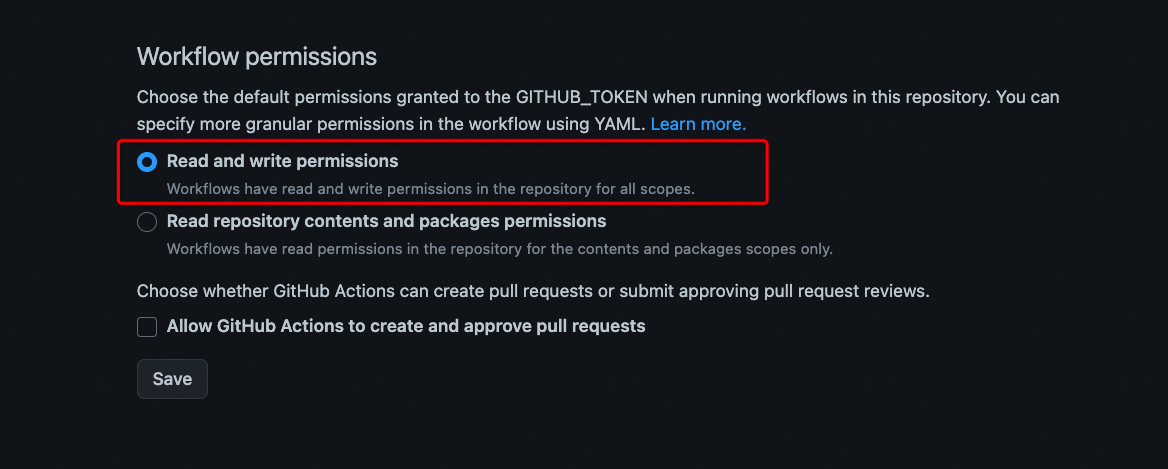 Workflow permissions
Choose the default permissions granted to the GITHUB_TOKEN when running workflows in this repository. You can
specify more granular permissions in the workflow using YAML. Learn more.
Read and write permissions
Workflows have read and write permissions in the repository for all scopes.
Read repository contents and packages permissions
Workflows have read permissions in the repository for the contents and packages scopes only.
Choose whether GitHub Actions can create pull requests or submit approving pull request reviews.
Allow GitHub Actions to create and approve pull requests
Save